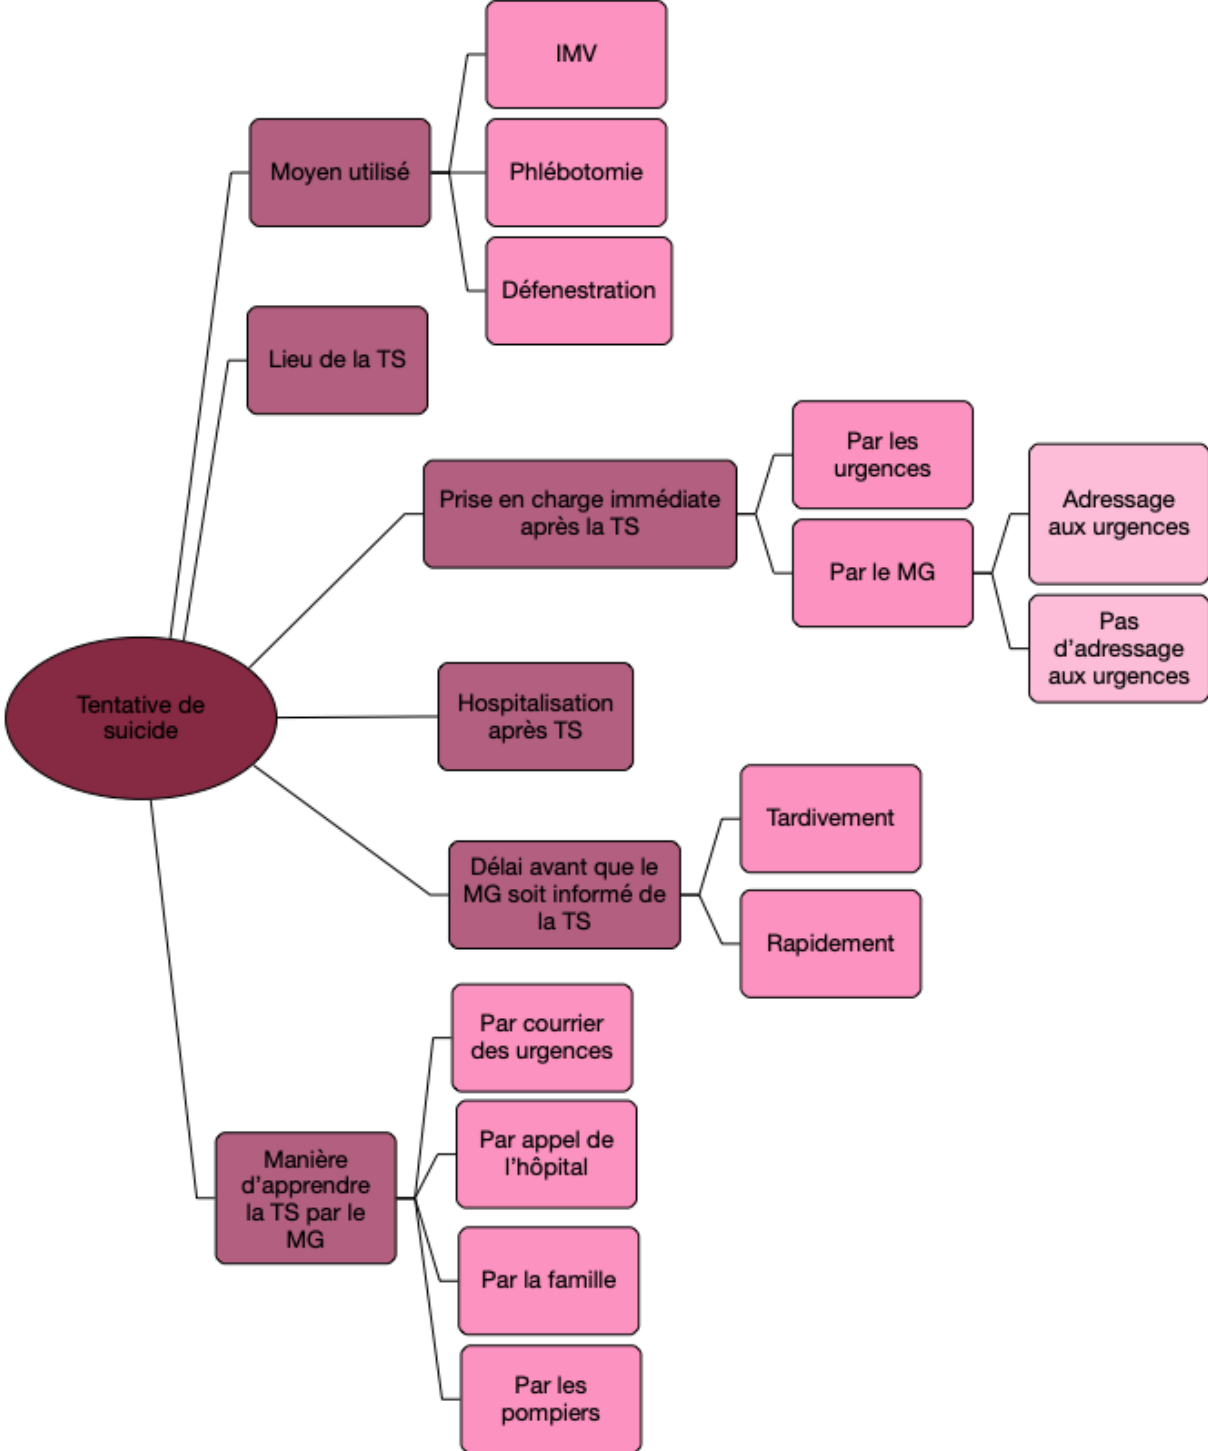 IMV
Moyen utilisé
Phlébotomie
Défenestration
Lieu de la TS
Prise en charge immédiate
après la TS
Par les
urgences
Par le MG
Adressage
aux urgences
Pas
d’adressage
aux urgences
Tentative de
suicide
Hospitalisation
après TS
Délai avant que le
MG soit informé de
la TS
Tardivement
Rapidement
Manière
d’apprendre
la TS par le
MG
Par courrier
des urgences
Par appel de
l’hôpital
Par la famille
Par les
pompiers